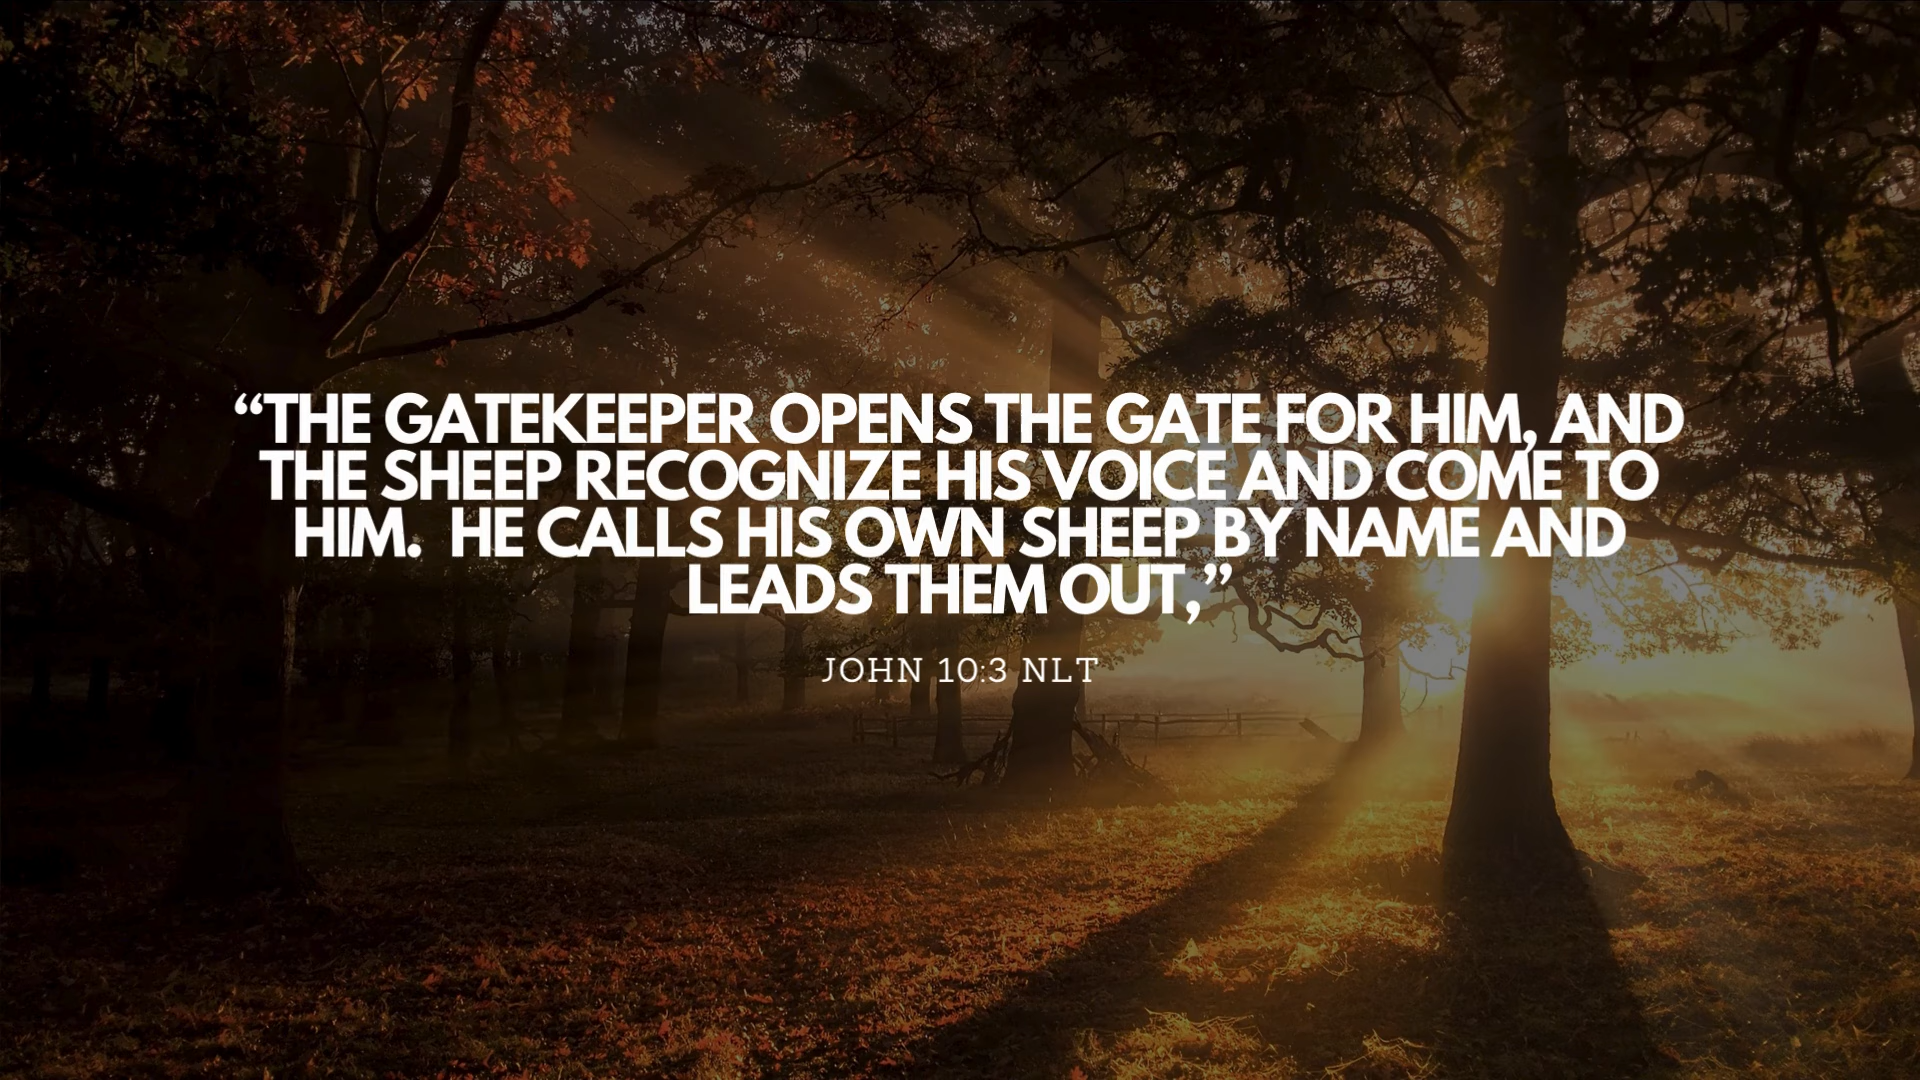 “THE GATEKEEPER OPENS THE GATE FOR HIM, AND
THE SHEEP RECOGNIZE HIS VOICE AND COME TO
HIM.  HE CALLS HIS OWN SHEEP BY NAME AND
LEADS THEM OUT,”
JOHN 10:3 NLT